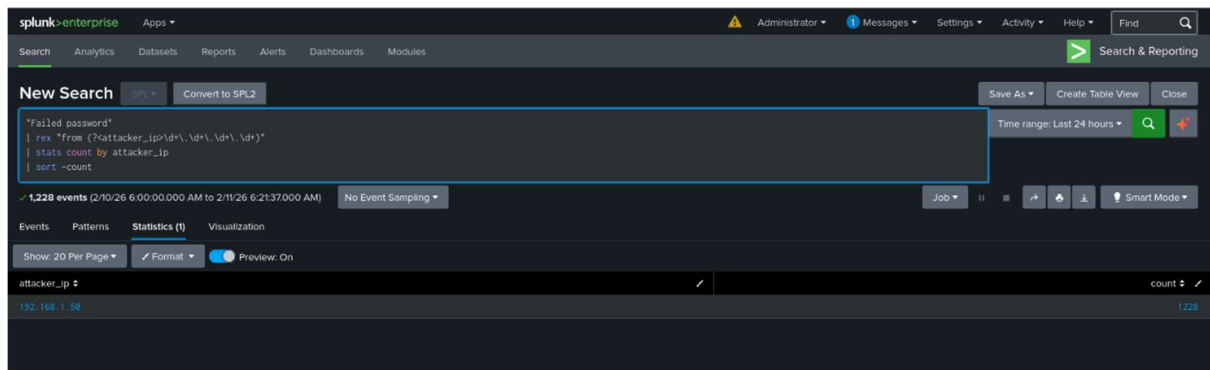 splunk>enterprise Apps Administrator 1 Messages Settings Activity Help Find
Search Analytics Datasets Reports Alerts Dashboards Modules Search & Reporting
New Search SPL Convert to SPL2 Save As Create Table View Close
"Failed password"
| rex "from (?<attacker_ip>\d+\.\d+\.\d+\.\d+)"
| stats count by attacker_ip
| sort -count
Time range: Last 24 hours
1,228 events (2/10/26 6:00:00.000 AM to 2/11/26 6:21:37.000 AM) No Event Sampling Job Smart Mode
Events Patterns Statistics (1) Visualization
Show: 20 Per Page Format Preview: On
attacker_ip count
192.168.1.50 1228